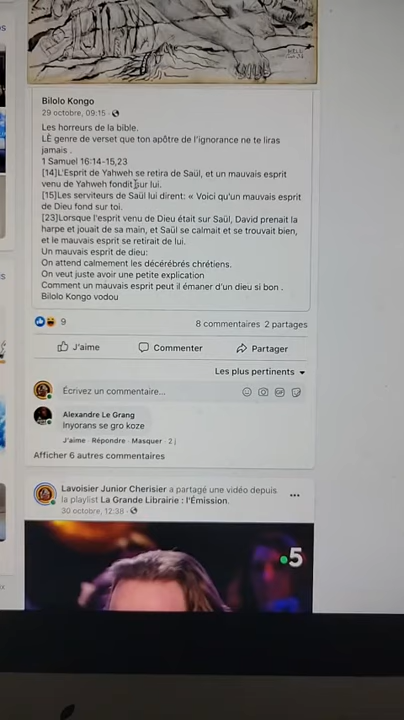 Bilolo Kongo
29 octobre, 09:15 ·
Les horreurs de la bible.
LÈ genre de verset que ton apôtre de l'ignorance ne te liras
jamais .
1 Samuel 16:14-15,23
[14]L'Esprit de Yahweh se retira de Saül, et un mauvais esprit
venu de Yahweh fondit sur lui.
[15]Les serviteurs de Saül lui dirent: « Voici qu'un mauvais esprit
de Dieu fond sur toi.
[23]Lorsque l'esprit venu de Dieu était sur Saül, David prenait la
harpe et jouait de sa main, et Saül se calmait et se trouvait bien,
et le mauvais esprit se retirait de lui.
Un mauvais esprit de dieu:
On attend calmement les décérébrés chrétiens.
On veut juste avoir une petite explication
Comment un mauvais esprit peut il émaner d'un dieu si bon .
Bilolo Kongo vodou
9
8 commentaires 2 partages
J'aime
Commenter
Partager
Les plus pertinents
Écrivez un commentaire...
GIF
Alexandre Le Grang
Inyorans se gro koze
J'aime · Répondre · Masquer · 2 j
Afficher 6 autres commentaires
Lavoisier Junior Cherisier a partagé une vidéo depuis
la playlist La Grande Librairie : l'Émission.
30 octobre, 12:38 ·
5